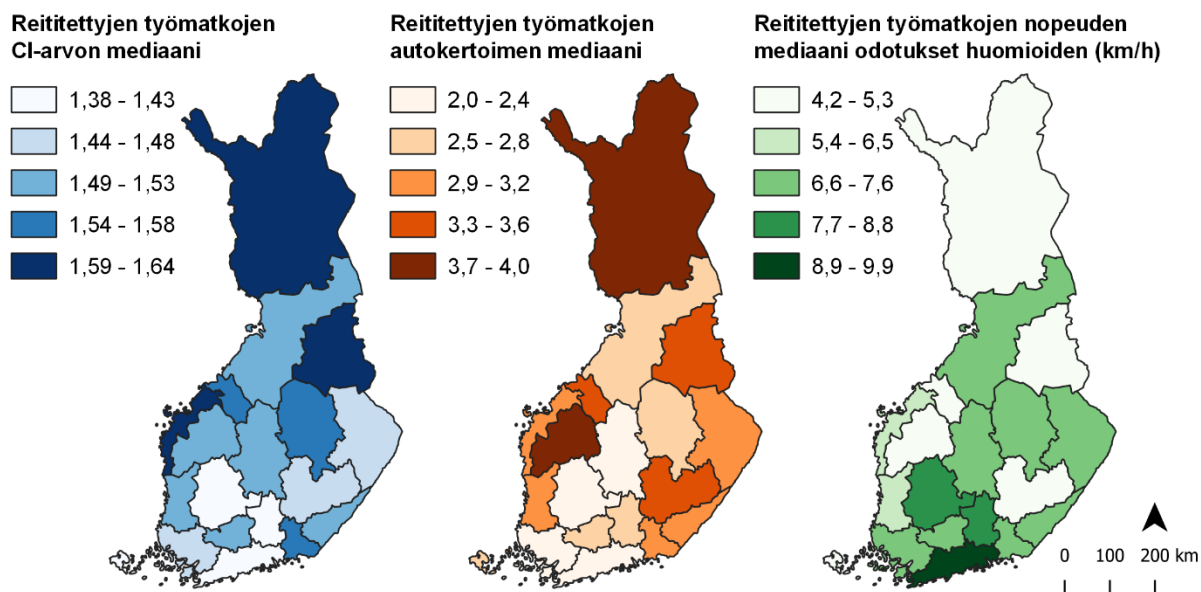 Reititettyjen työmatkojen
CI-arvon mediaani
1,38 - 1,43
1,44 - 1,48
1,49 - 1,53
1,54 - 1,58
1,59 - 1,64
Reititettyjen työmatkojen
autokertoimen mediaani
2,0 - 2,4
2,5 - 2,8
2,9 - 3,2
3,3 - 3,6
3,7 - 4,0
Reititettyjen työmatkojen nopeuden
mediaani odotukset huomioiden (km/h)
4,2 - 5,3
5,4 - 6,5
6,6 - 7,6
7,7 - 8,8
8,9 - 9,9
0 100 200 km